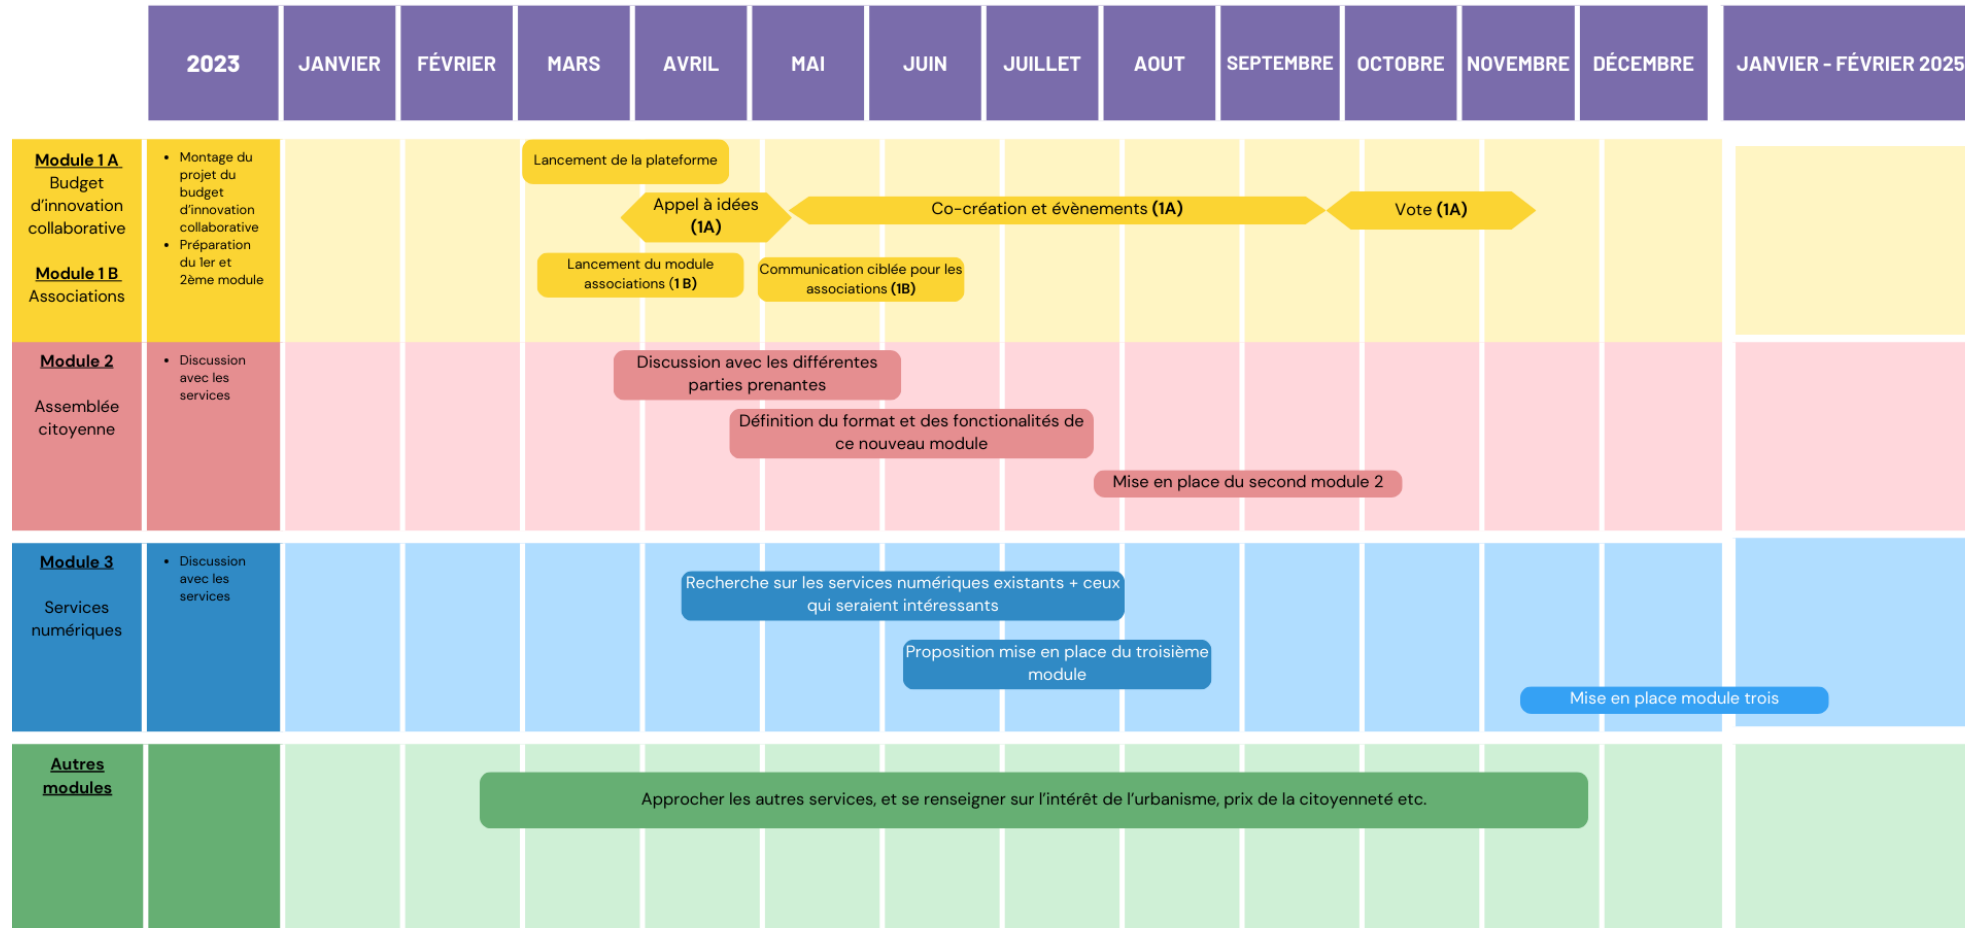 2023
JANVIER
FÉVRIER
MARS
AVRIL
MAI
JUIN
JUILLET
AOUT
SEPTEMBRE
OCTOBRE
NOVEMBRE
DÉCEMBRE
JANVIER - FÉVRIER 2025
Module 1 A
Budget
d’innovation
collaborative
Module 1 B
Associations
• Montage du
projet du
budget
d’innovation
collaborative
• Préparation
du 1er et
2ème module
Lancement de la plateforme
Appel à idées
(1A)
Co-création et évènements (1A)
Vote (1A)
Lancement du module
associations (1 B)
Communication ciblée pour les
associations (1B)
Module 2
Assemblée
citoyenne
• Discussion
avec les
services
Discussion avec les différentes
parties prenantes
Définition du format et des fonctionalités de
ce nouveau module
Mise en place du second module 2
Module 3
Services
numériques
• Discussion
avec les
services
Recherche sur les services numériques existants + ceux
qui seraient intéressants
Proposition mise en place du troisième
module
Mise en place module trois
Autres
modules
Approcher les autres services, et se renseigner sur l’intérêt de l’urbanisme, prix de la citoyenneté etc.